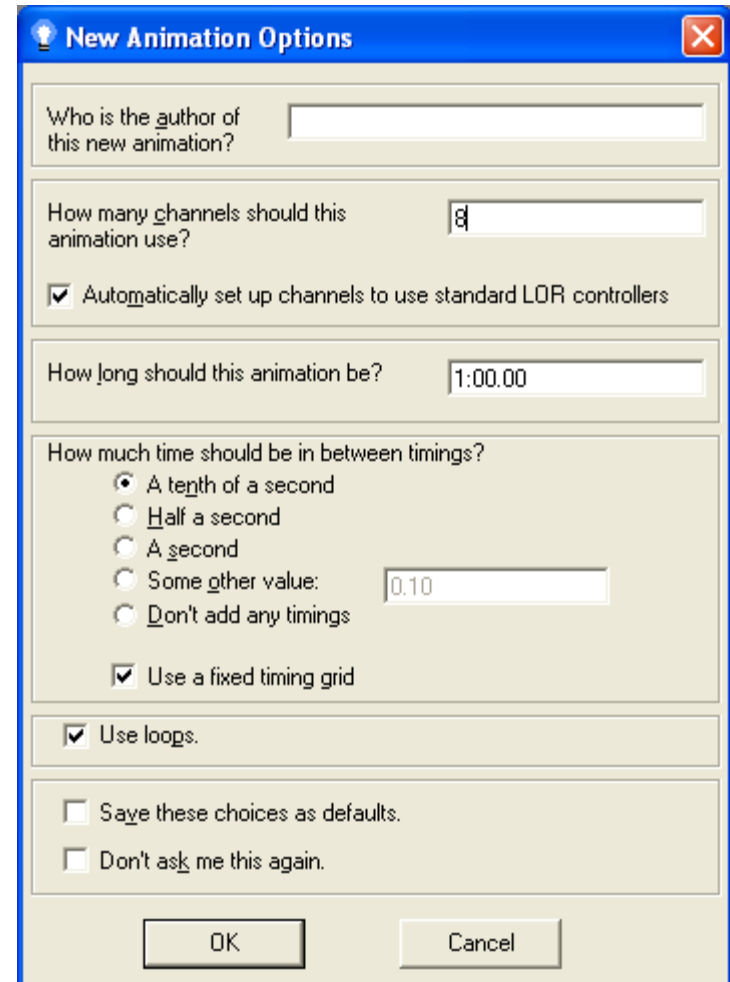 New Animation Options
Who is the author of
this new animation?
How many channels should this
animation use?
8
Automatically set up channels to use standard LOR controllers
How long should this animation be?
1:00.00
How much time should be in between timings?
A tenth of a second
Half a second
A second
Some other value:
0.10
Don't add any timings
Use a fixed timing grid
Use loops.
Save these choices as defaults.
Don't ask me this again.
OK
Cancel